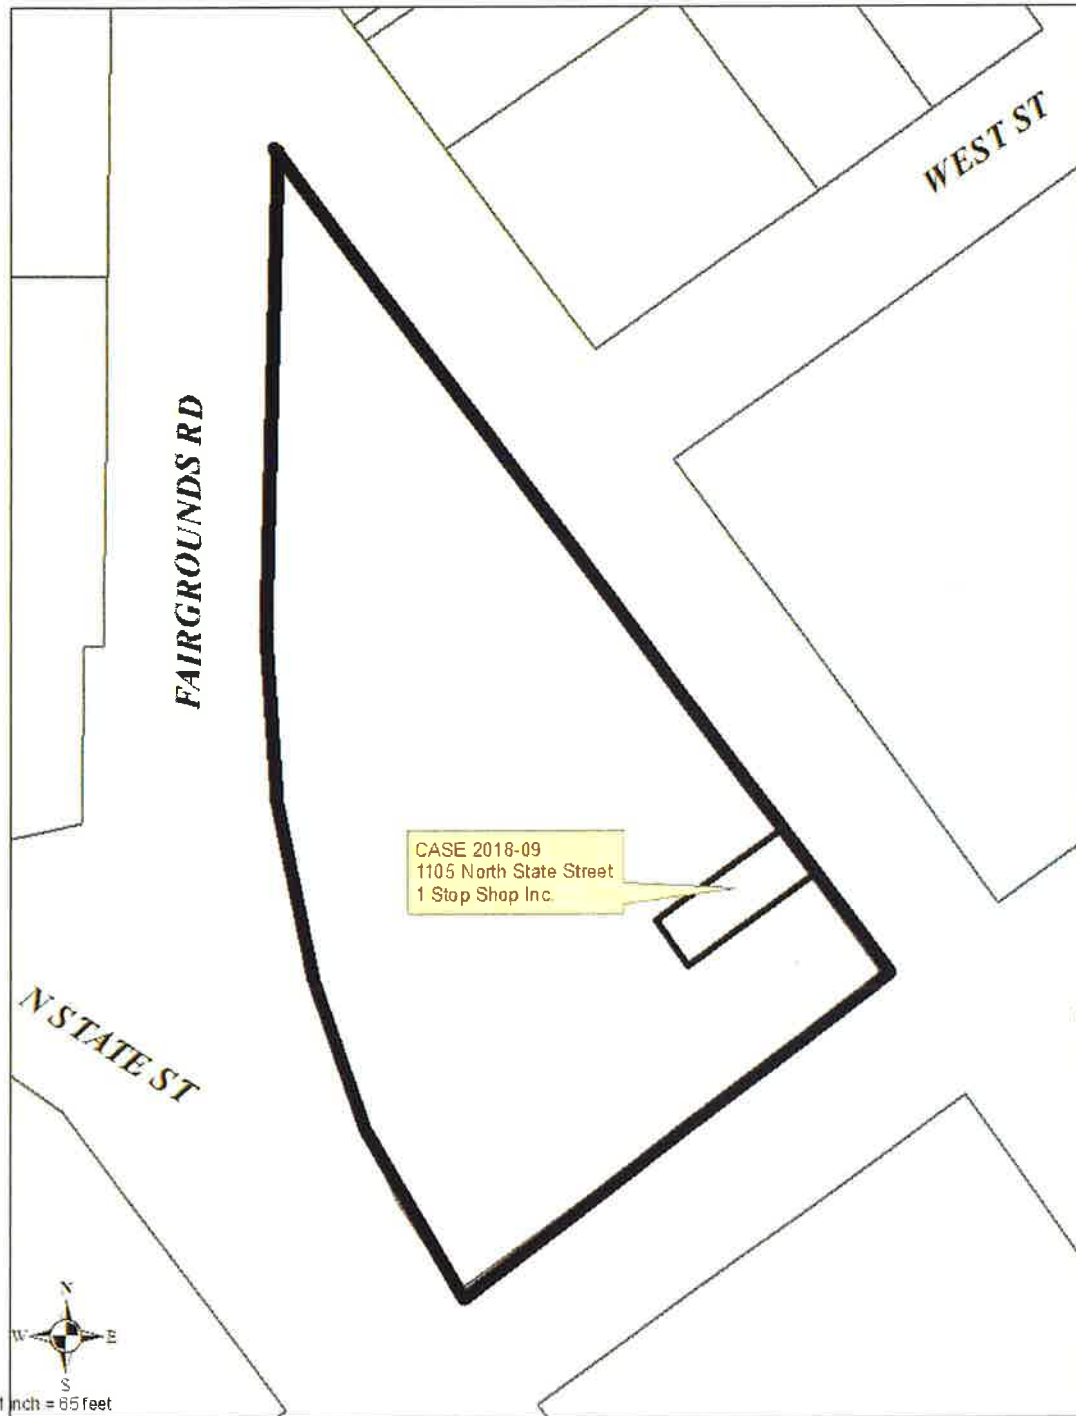 WEST ST
FAIRGROUNDS RD
CASE 2018-09
1105 North State Street
1 Stop Shop Inc.
N STATE ST
N
W E
S
1 inch = 65 feet